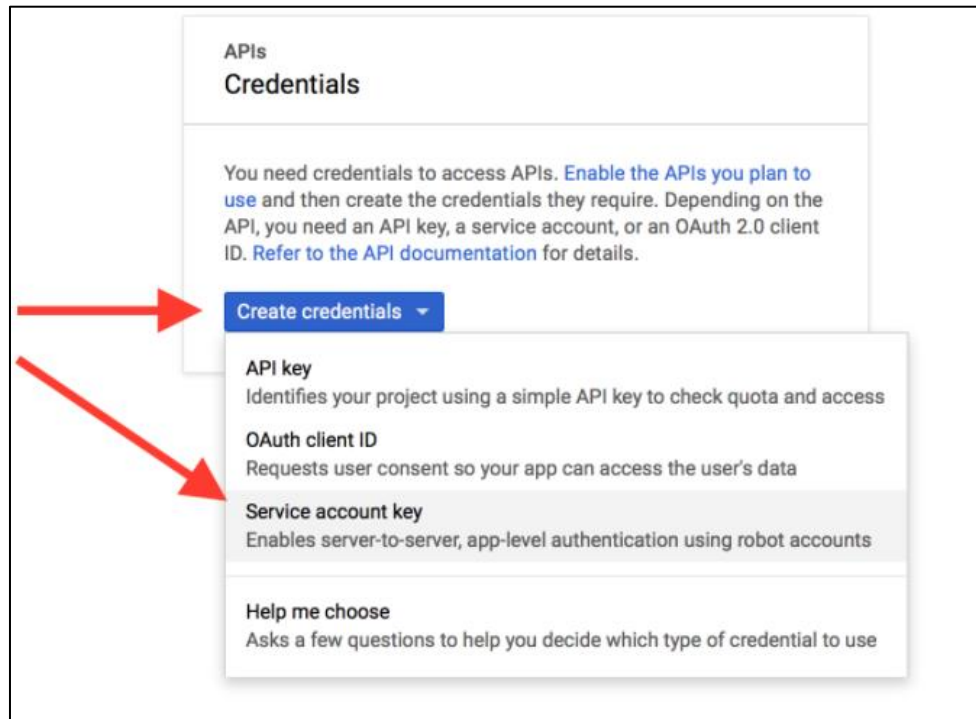 APIs
Credentials
You need credentials to access APIs. Enable the APIs you plan to
use and then create the credentials they require. Depending on the
API, you need an API key, a service account, or an OAuth 2.0 client
ID. Refer to the API documentation for details.
Create credentials
API key
Identifies your project using a simple API key to check quota and access
OAuth client ID
Requests user consent so your app can access the user's data
Service account key
Enables server-to-server, app-level authentication using robot accounts
Help me choose
Asks a few questions to help you decide which type of credential to use